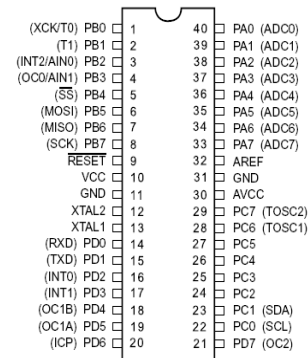 (XCK/T0) PB0 1 40 PA0 (ADC0)
(T1) PB1 2 39 PA1 (ADC1)
(INT2/AIN0) PB2 3 38 PA2 (ADC2)
(OC0/AIN1) PB3 4 37 PA3 (ADC3)
(SS) PB4 5 36 PA4 (ADC4)
(MOSI) PB5 6 35 PA5 (ADC5)
(MISO) PB6 7 34 PA6 (ADC6)
(SCK) PB7 8 33 PA7 (ADC7)
RESET 9 32 AREF
VCC 10 31 GND
GND 11 30 AVCC
XTAL2 12 29 PC7 (TOSC2)
XTAL1 13 28 PC6 (TOSC1)
(RXD) PD0 14 27 PC5
(TXD) PD1 15 26 PC4
(INT0) PD2 16 25 PC3
(INT1) PD3 17 24 PC2
(OC1B) PD4 18 23 PC1 (SDA)
(OC1A) PD5 19 22 PC0 (SCL)
(ICP) PD6 20 21 PD7 (OC2)